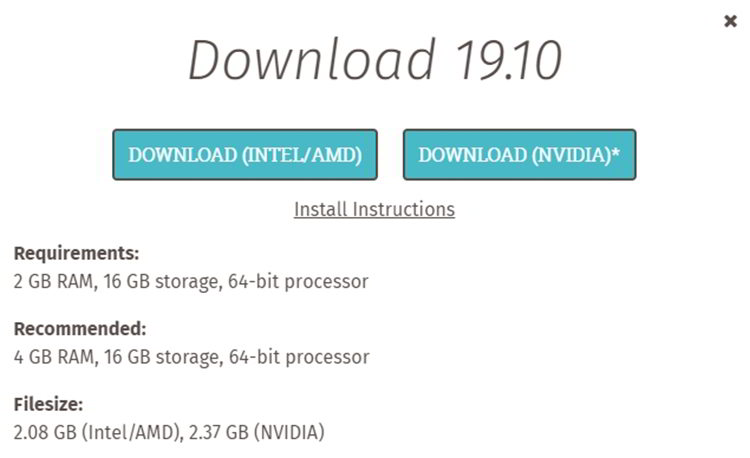 Download 19.10
DOWNLOAD (INTEL/AMD) DOWNLOAD (NVIDIA)*
Install Instructions
Requirements:
2 GB RAM, 16 GB storage, 64-bit processor
Recommended:
4 GB RAM, 16 GB storage, 64-bit processor
Filesize:
2.08 GB (Intel/AMD), 2.37 GB (NVIDIA)